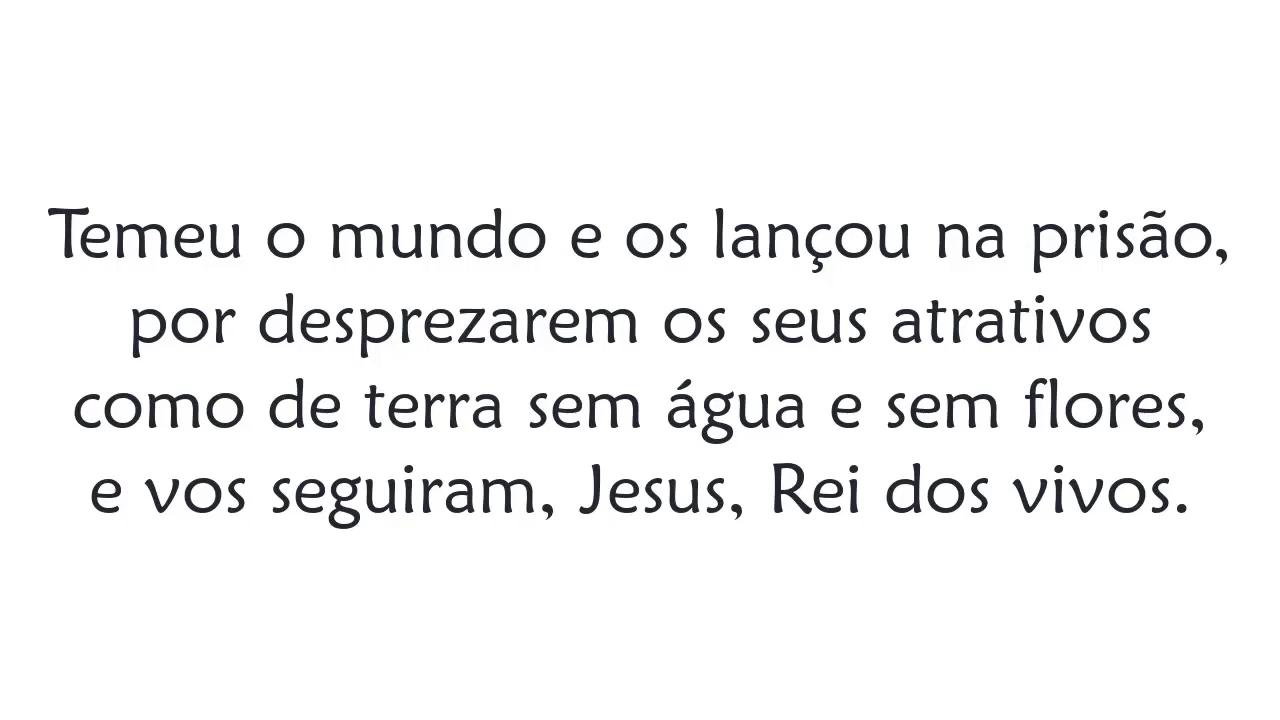 Temeu o mundo e os lançou na prisão,
por desprezarem os seus atrativos
como de terra sem água e sem flores,
e vos seguiram, Jesus, Rei dos vivos.